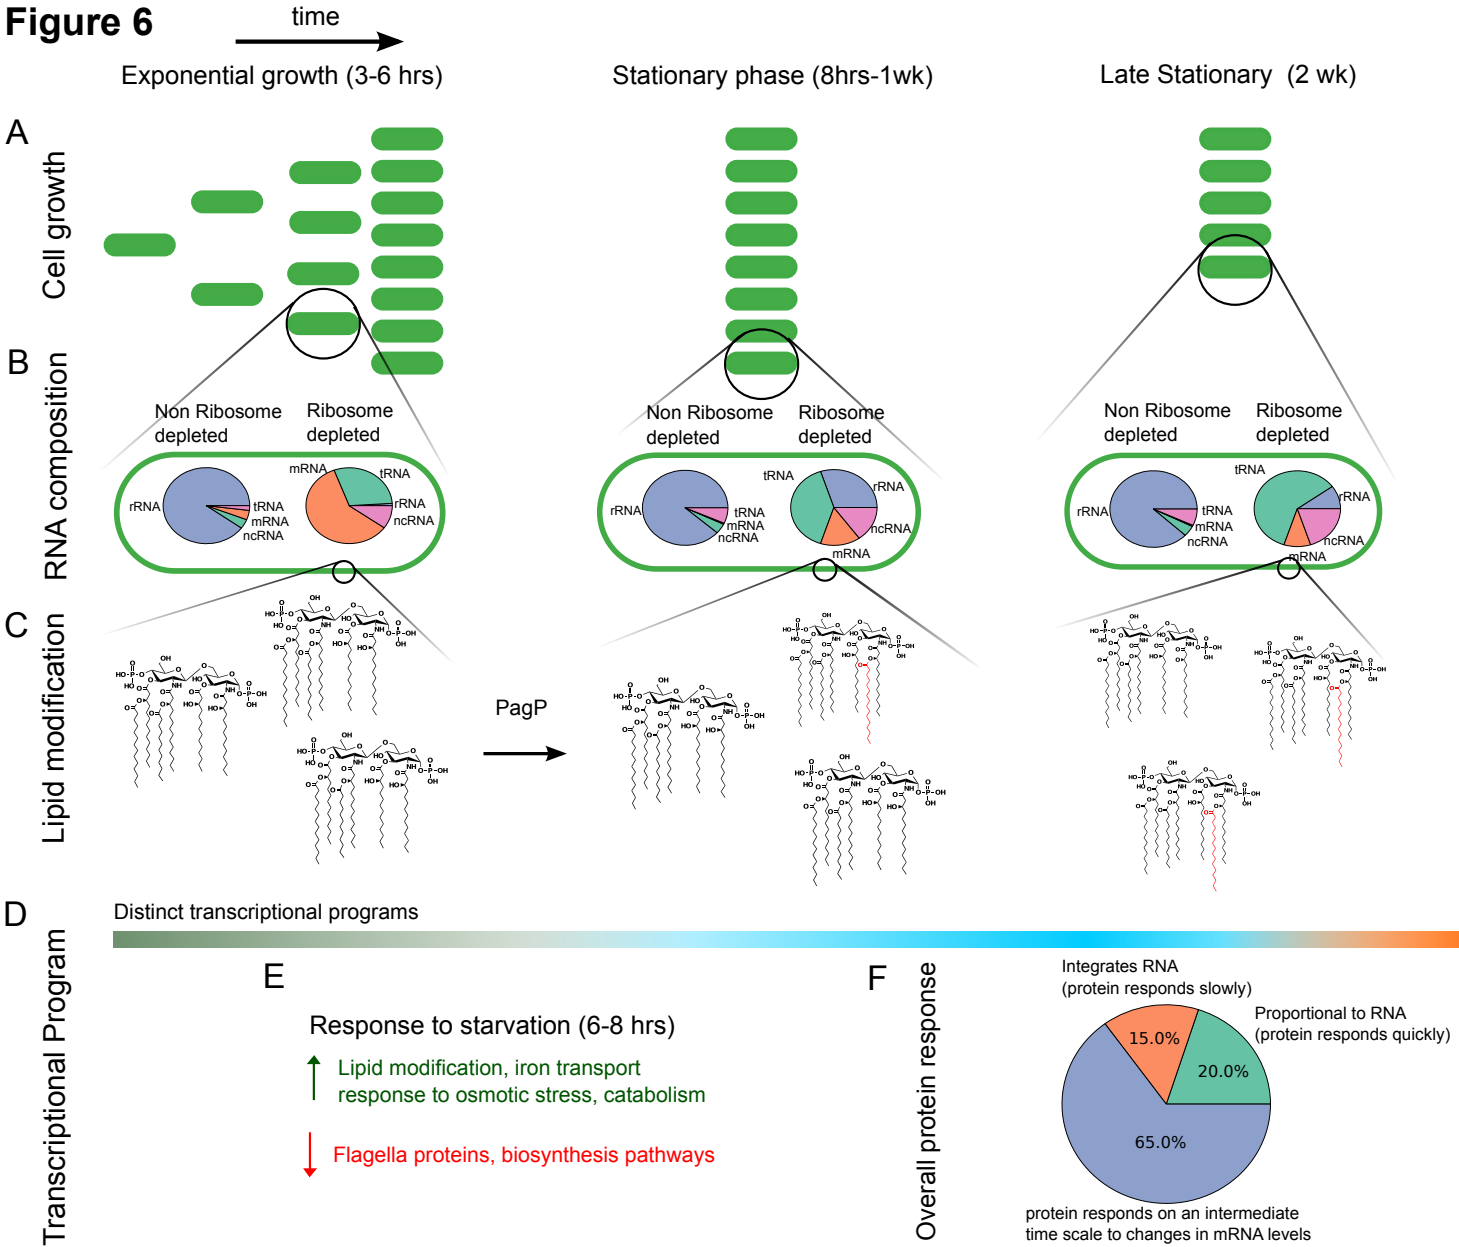 Figure 6
time
Exponential growth (3-6 hrs)
Stationary phase (8hrs-1wk)
Late Stationary (2 wk)
A
Cell growth
B
RNA composition
Non Ribosome
depleted
Ribosome
depleted
rRNA
tRNA
mRNA
ncRNA
mRNA
tRNA
rRNA
ncRNA
Non Ribosome
depleted
Ribosome
depleted
rRNA
tRNA
mRNA
ncRNA
tRNA
rRNA
ncRNA
mRNA
Non Ribosome
depleted
Ribosome
depleted
rRNA
tRNA
mRNA
ncRNA
tRNA
rRNA
ncRNA
mRNA
C
Lipid modification
PagP
D
Transcriptional Program
Distinct transcriptional programs
E
Response to starvation (6-8 hrs)
Lipid modification, iron transport
response to osmotic stress, catabolism
Flagella proteins, biosynthesis pathways
F
Overall protein response
Integrates RNA
(protein responds slowly)
Proportional to RNA
(protein responds quickly)
15.0%
20.0%
65.0%
protein responds on an intermediate
time scale to changes in mRNA levels